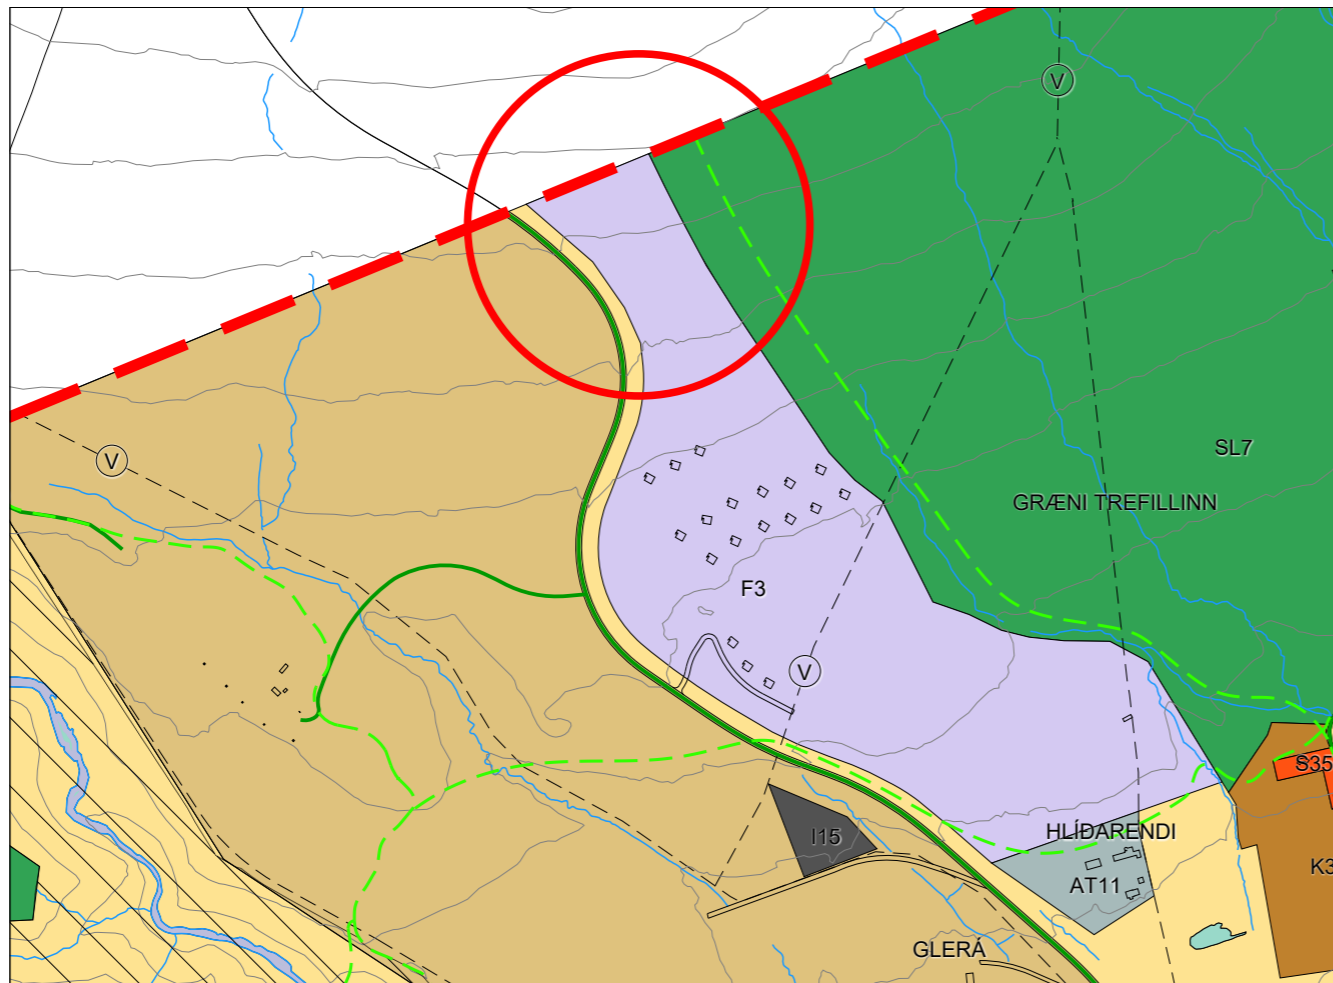 V
V
SL7
GRÆNI TREFILLINN
F3
V
S35
I15
HLÍÐARENDI
K3
AT11
GLERÁ